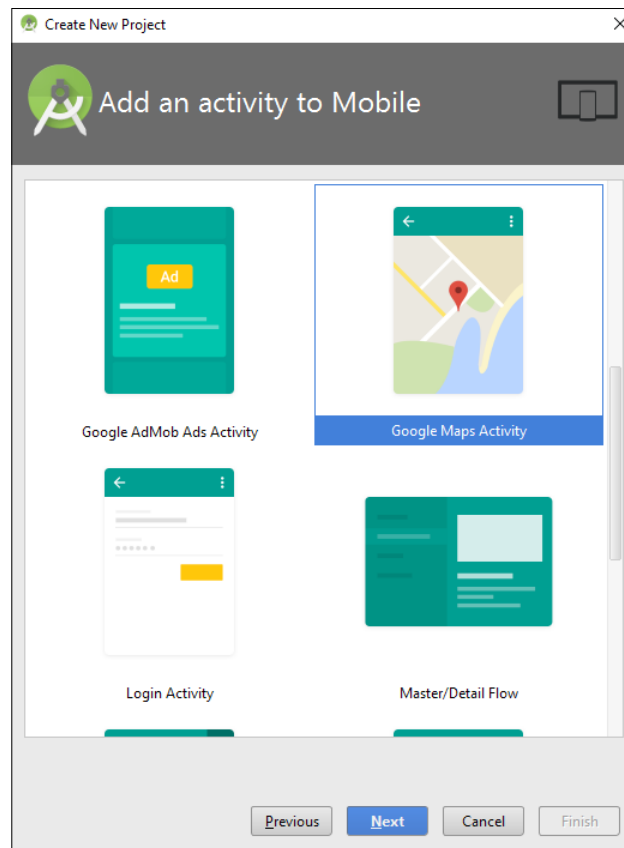 Create New Project
Add an activity to Mobile
Ad
Google AdMob Ads Activity
Google Maps Activity
Login Activity
Master/Detail Flow
Previous
Next
Cancel
Finish